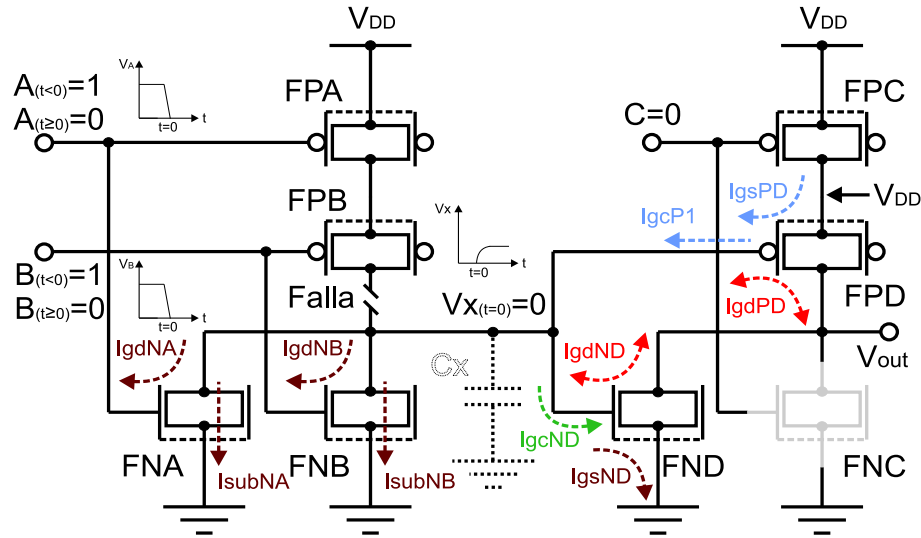 VDD
VDD
VA
A(t<0)=1
A(t≥0)=0
t=0
t
FPA
C=0
FPC
FPB
Vx
t=0
t
IgsPD
VDD
IgcP1
B(t<0)=1
B(t≥0)=0
VB
t=0
t
Falla
Vx(t=0)=0
FPD
IgdPD
IgdNA
IgdNB
Cx
IgdND
Vout
IgcND
FNA
IsubNA
FNB
IsubNB
IgsND
FND
FNC